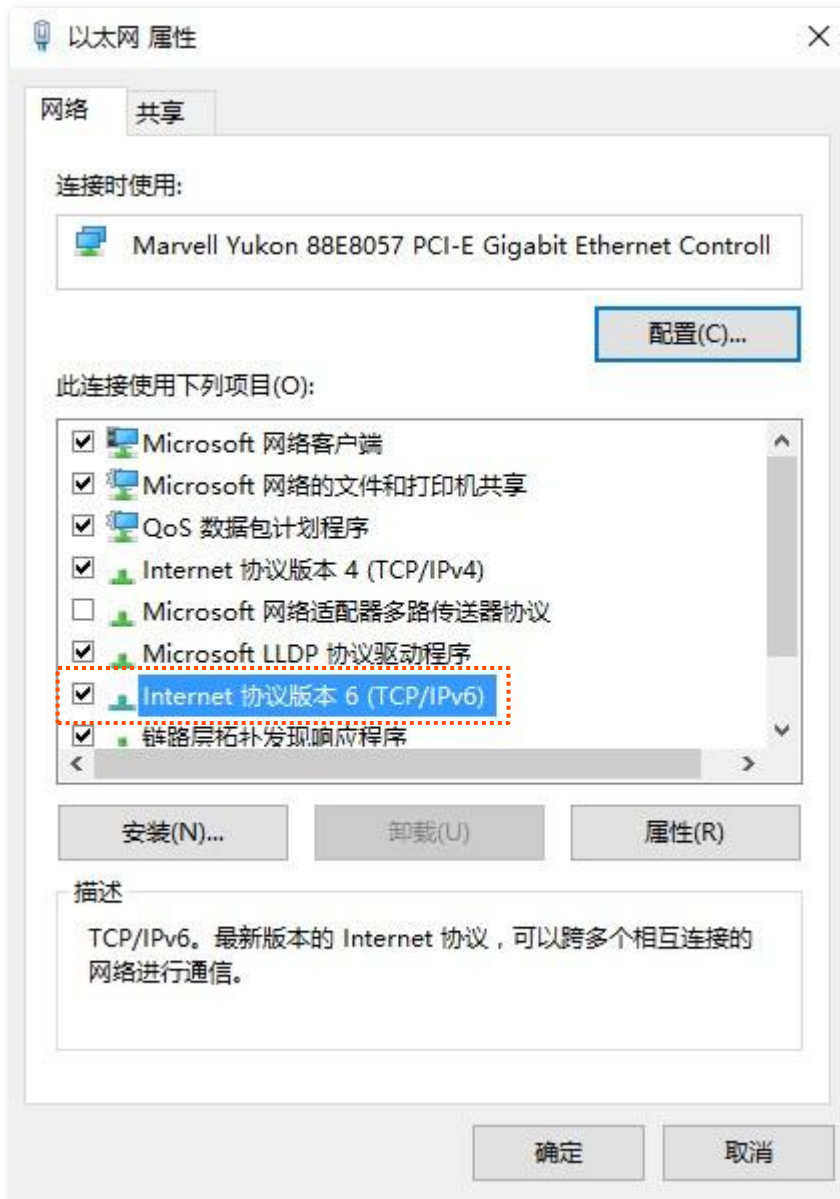 以太网 属性
网络
共享
连接时使用:
Marvell Yukon 88E8057 PCI-E Gigabit Ethernet Controll
配置(C)...
此连接使用下列项目(O):
Microsoft 网络客户端
Microsoft 网络的文件和打印机共享
QoS 数据包计划程序
Internet 协议版本 4 (TCP/IPv4)
Microsoft 网络适配器多路传送器协议
Microsoft LLDP 协议驱动程序
Internet 协议版本 6 (TCP/IPv6)
链路层拓扑发现响应程序
安装(N)...
卸载(U)
属性(R)
描述
TCP/IPv6。最新版本的 Internet 协议，可以跨多个相互连接的
网络进行通信。
确定
取消